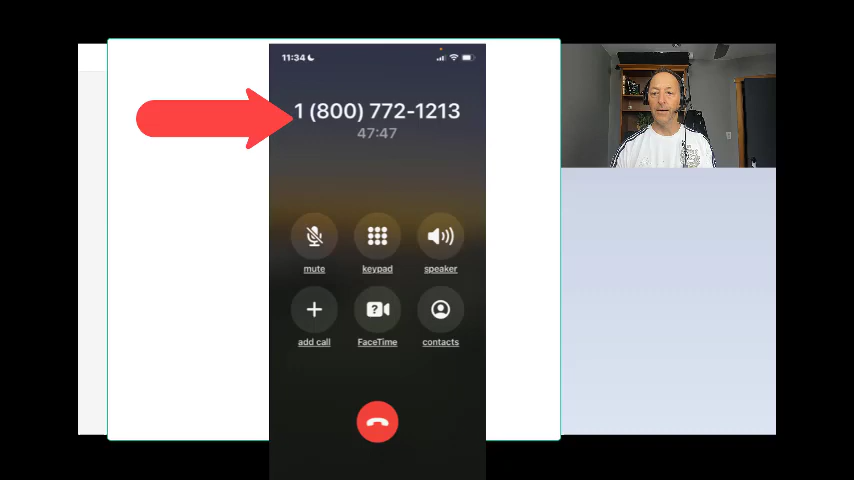 11:34
1 (800) 772-1213
47:47
mute
keypad
speaker
add call
FaceTime
contacts